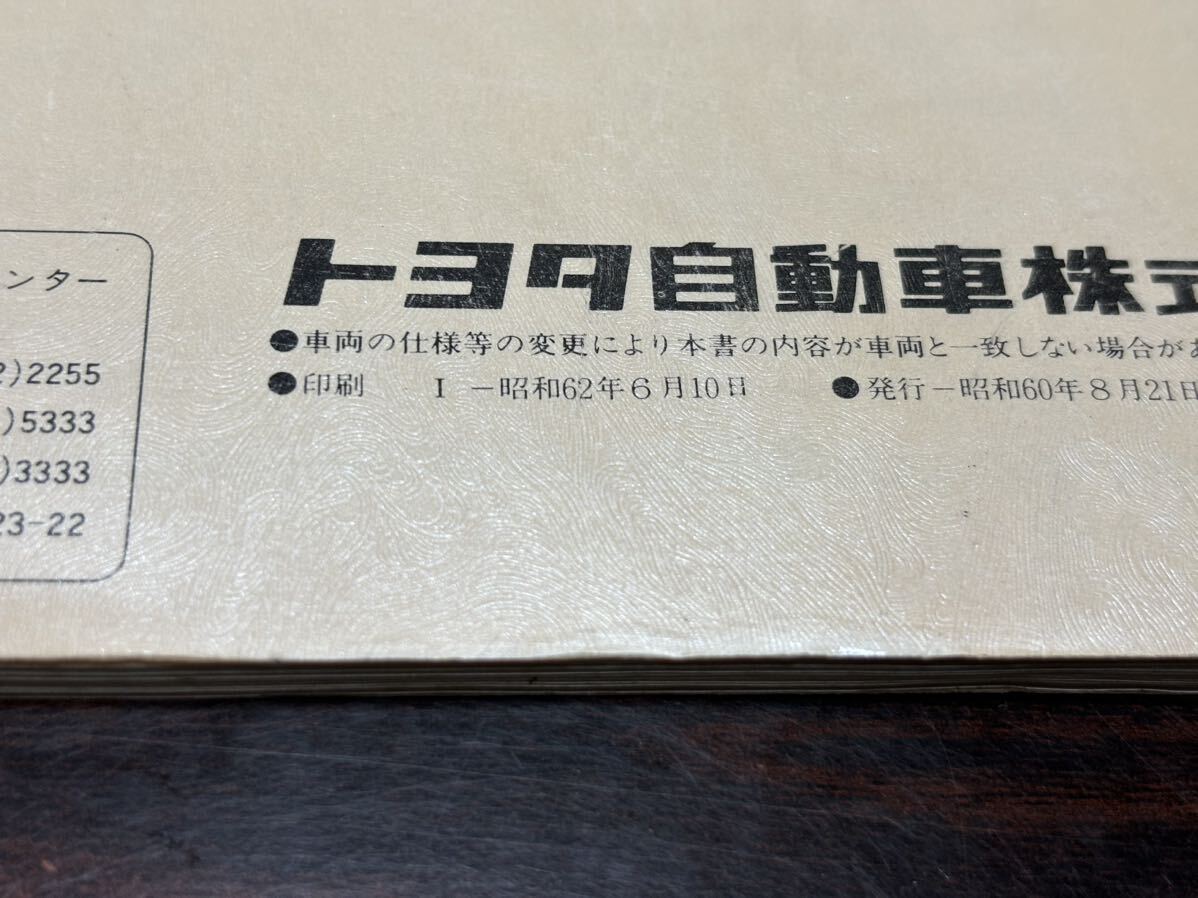 ンター
)2255
)5333
)3333
23-22
トヨタ自動車株式
●車両の仕様等の変更により本書の内容が車両と一致しない場合があ
●印刷 I －昭和62年6月10日 ●発行－昭和60年8月21日